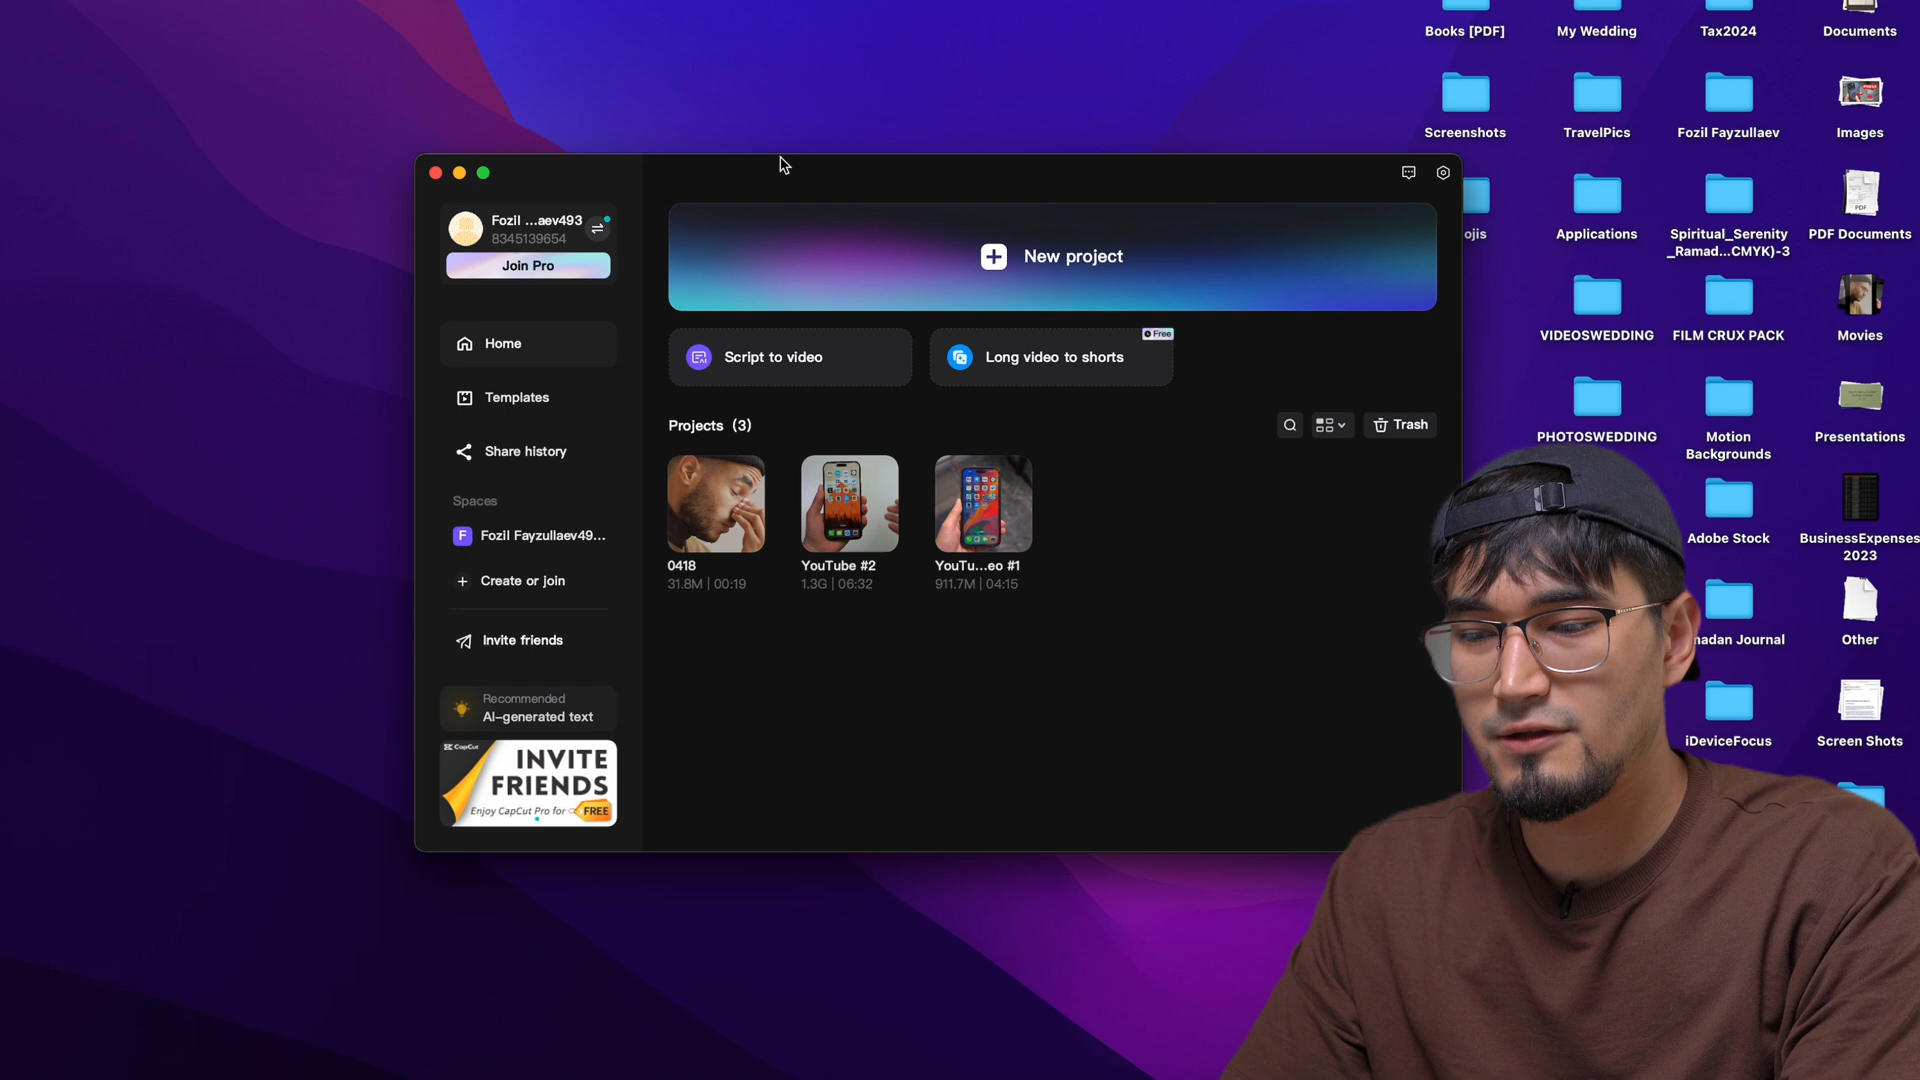 Books [PDF]
My Wedding
Tax2024
Documents
Screenshots
TravelPics
Fozil Fayzullaev
Images
ojis
Applications
Spiritual_Serenity
_Ramad...CMYK)-3
PDF
PDF Documents
VIDEOSWEDDING
FILM CRUX PACK
Movies
PHOTOSWEDDING
Motion
Backgrounds
Presentations
Adobe Stock
BusinessExpenses
2023
nadan Journal
Other
iDeviceFocus
Screen Shots
Fozil ...aev493
8345139654
Join Pro
Home
Templates
Share history
Spaces
F Fozil Fayzullaev49...
Create or join
Invite friends
Recommended
AI-generated text
CapCut
INVITE
FRIENDS
Enjoy CapCut Pro for FREE
New project
Script to video
Long video to shorts
Free
Projects (3)
Trash
0418
31.8M | 00:19
YouTube #2
1.3G | 06:32
YouTu...eo #1
911.7M | 04:15